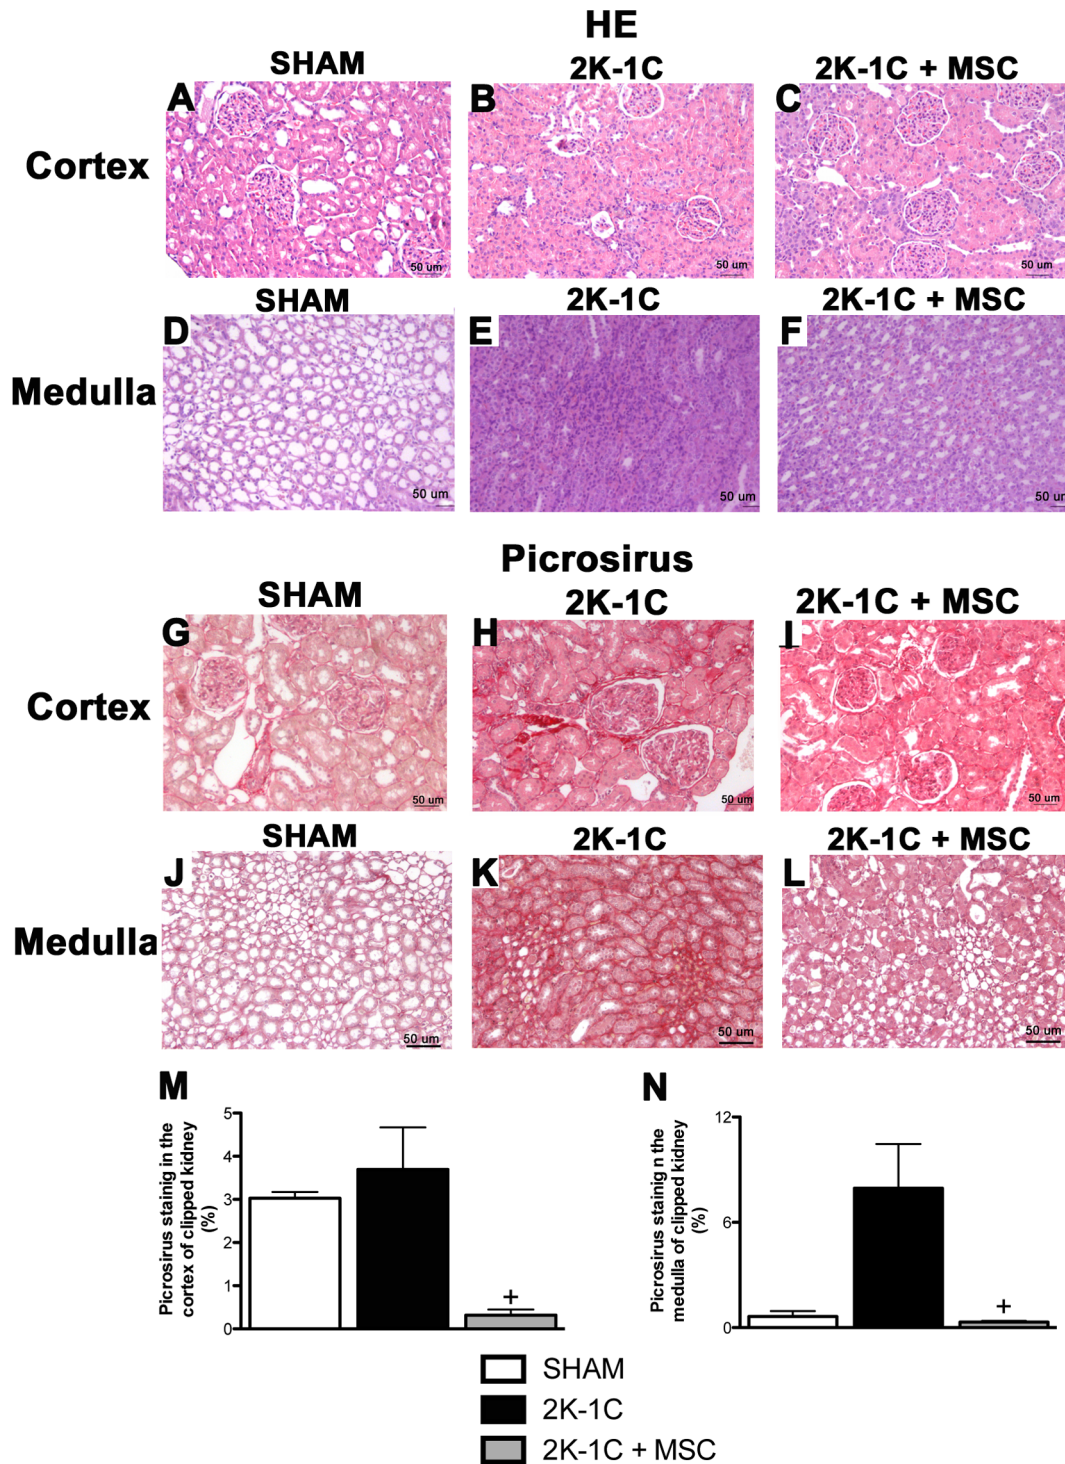 HE
SHAM
2K-1C
2K-1C + MSC
Cortex
A
B
C
50 um
50 um
50 um
SHAM
2K-1C
2K-1C + MSC
Medulla
D
E
F
50 um
50 um
50 um
Picrosirus
SHAM
2K-1C
2K-1C + MSC
Cortex
G
H
I
50 um
50 um
50 um
SHAM
2K-1C
2K-1C + MSC
Medulla
J
K
L
50 um
50 um
50 um
M
Picrosirus stainig in the
cortex of clipped kidney
(%)
5
4
3
2
1
0
+
N
Picrosirus staining n the
medulla of clipped kidney
(%)
12
6
0
+
SHAM
2K-1C
2K-1C + MSC